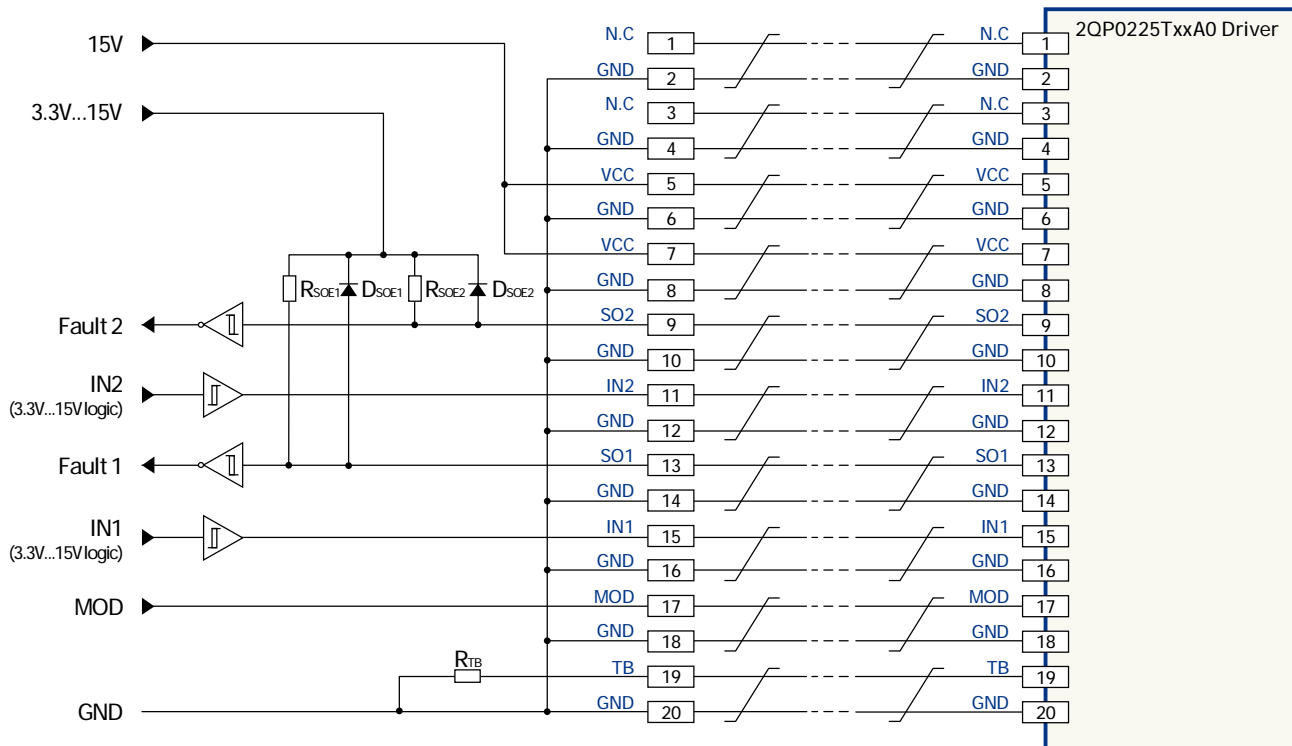 2QP0225TxxA0 Driver
15V N.C 1 N.C 1
GND 2 GND 2
3.3V...15V N.C 3 N.C 3
GND 4 GND 4
VCC 5 VCC 5
GND 6 GND 6
VCC 7 VCC 7
RSOE1 DSOE1 RSOE2 DSOE2 GND 8 GND 8
Fault 2 SO2 9 SO2 9
GND 10 GND 10
IN2 IN2 11 IN2 11
(3.3V...15V logic)
GND 12 GND 12
Fault 1 SO1 13 SO1 13
GND 14 GND 14
IN1 IN1 15 IN1 15
(3.3V...15V logic)
GND 16 GND 16
MOD MOD 17 MOD 17
GND 18 GND 18
RTB TB 19 TB 19
GND GND 20 GND 20